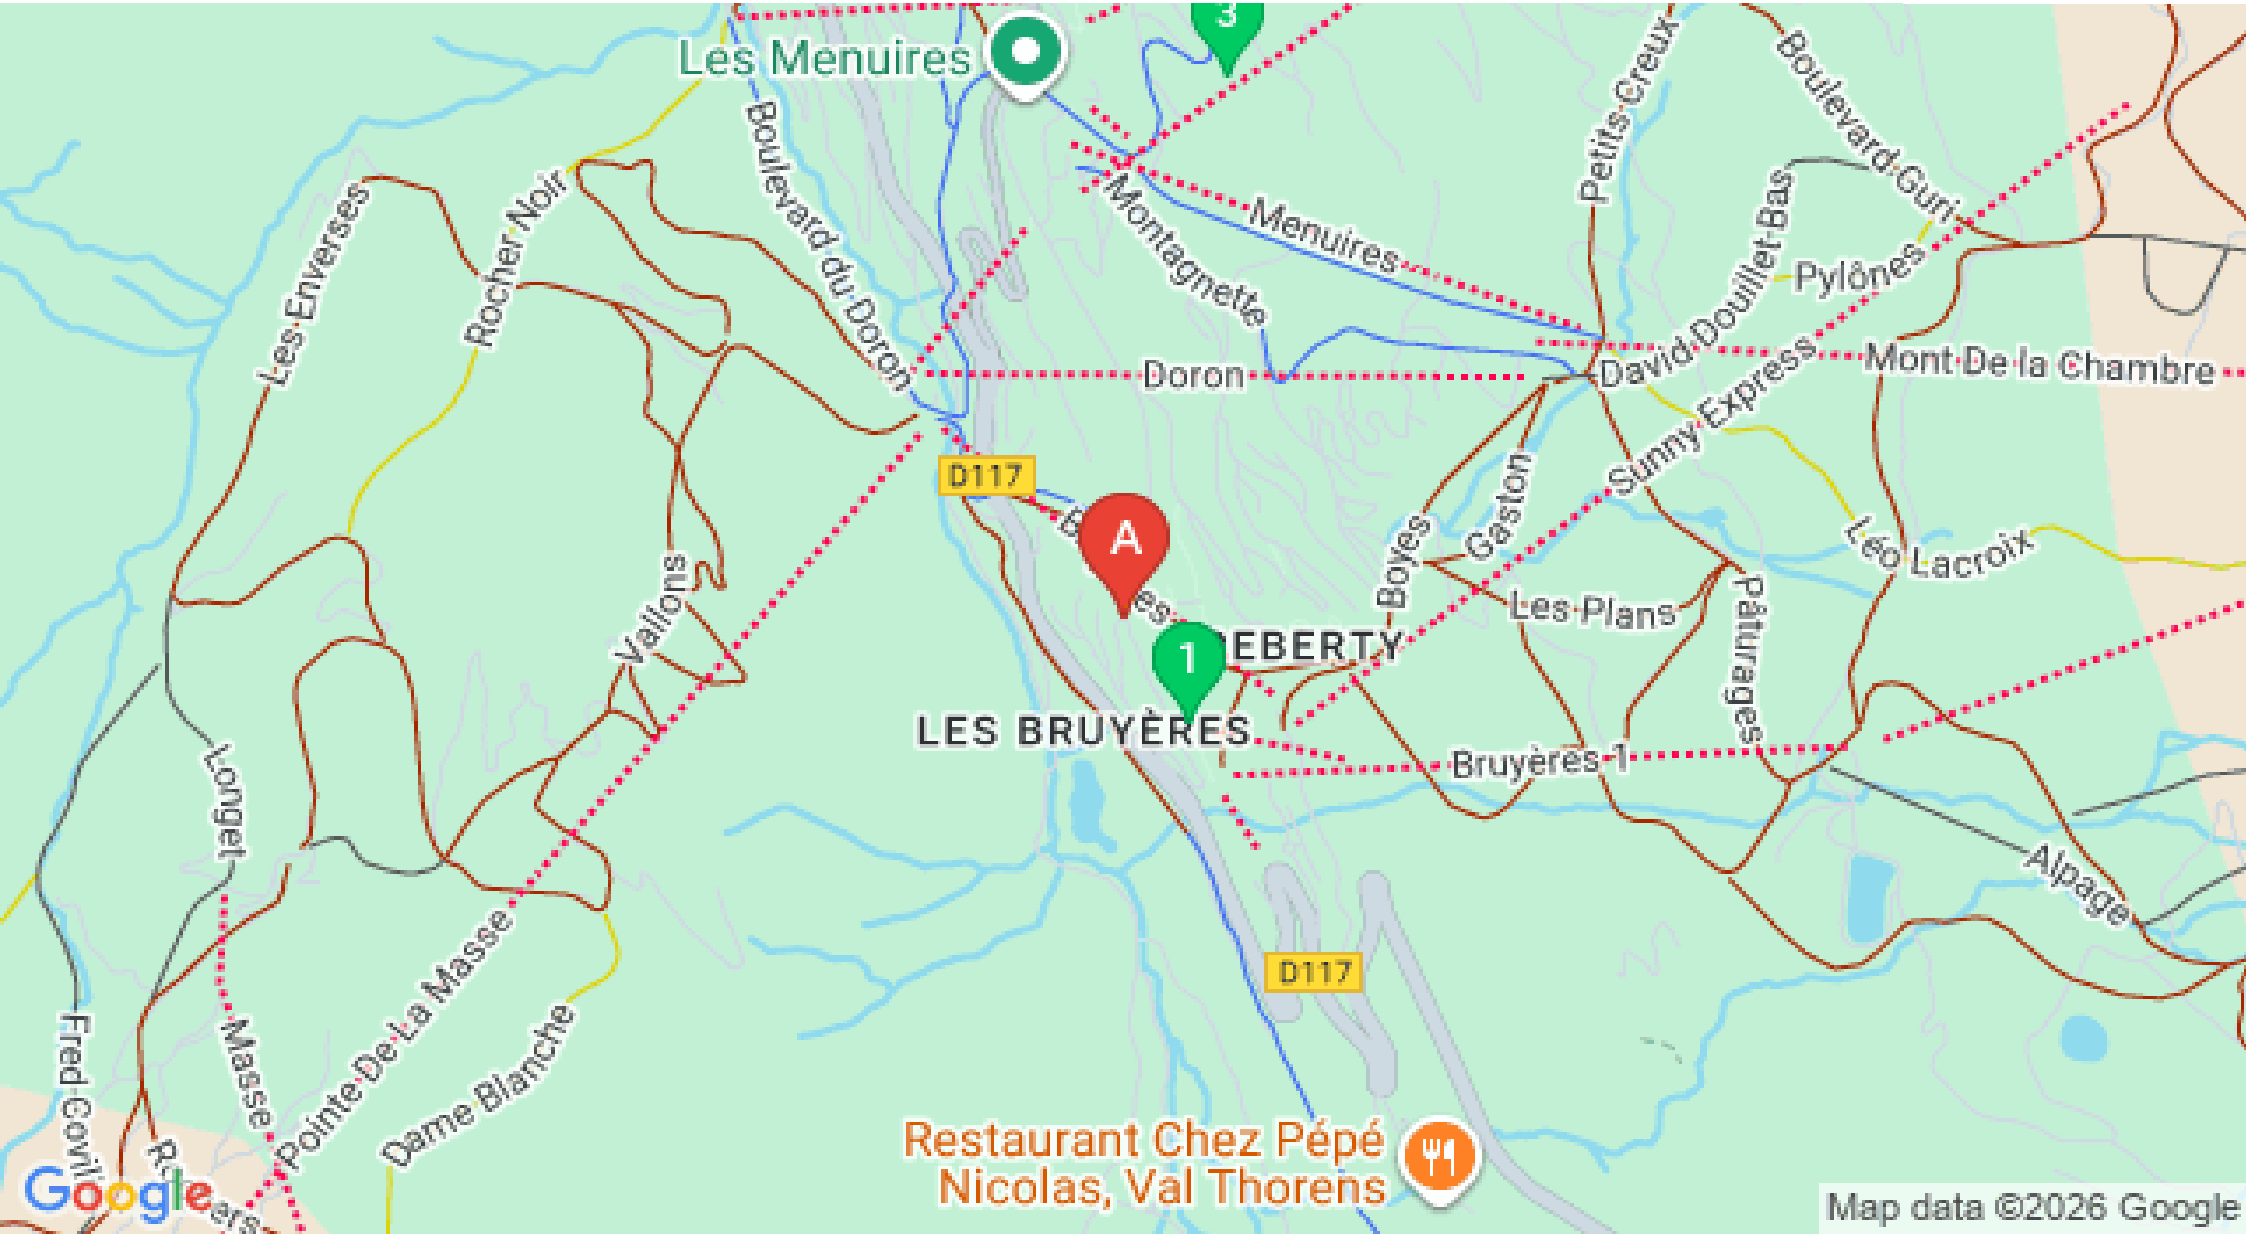 3
Les Menuires
Petits Creux
Boulevard Guri
Boulevard du Doron
Les Enverses
Rocher Noir
Montagnette
Menuires
David Douillet Bas
Pylônes
Doron
Mont De la Chambre
Sunny Express
D117
Gaston
Boyes
A
Léo Lacroix
Les Plans
Pâturages
Vallons
1
EBERTY
LES BRUYÈRES
Bruyères 1
Longet
Alpage
D117
Masse
Pointe De La Masse
Dame Blanche
Fred Covili
Restaurant Chez Pépé
Nicolas, Val Thorens
Google
Map data ©2026 Google